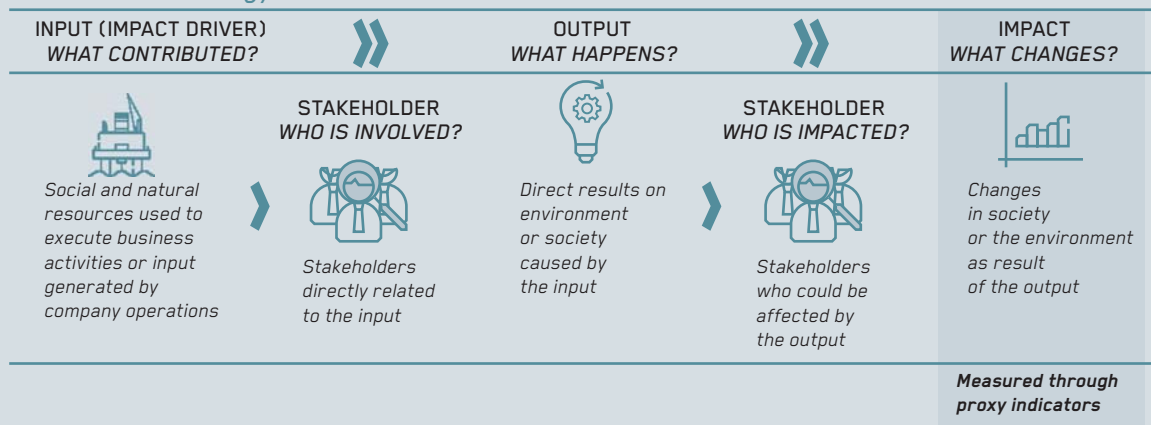 INPUT (IMPACT DRIVER)
WHAT CONTRIBUTED?
OUTPUT
WHAT HAPPENS?
IMPACT
WHAT CHANGES?
Social and natural
resources used to
execute business
activities or input
generated by
company operations
STAKEHOLDER
WHO IS INVOLVED?
Stakeholders
directly related
to the input
Direct results on
environment
or society
caused by
the input
STAKEHOLDER
WHO IS IMPACTED?
Stakeholders
who could be
affected by
the output
Changes
in society
or the environment
as result
of the output
Measured through
proxy indicators